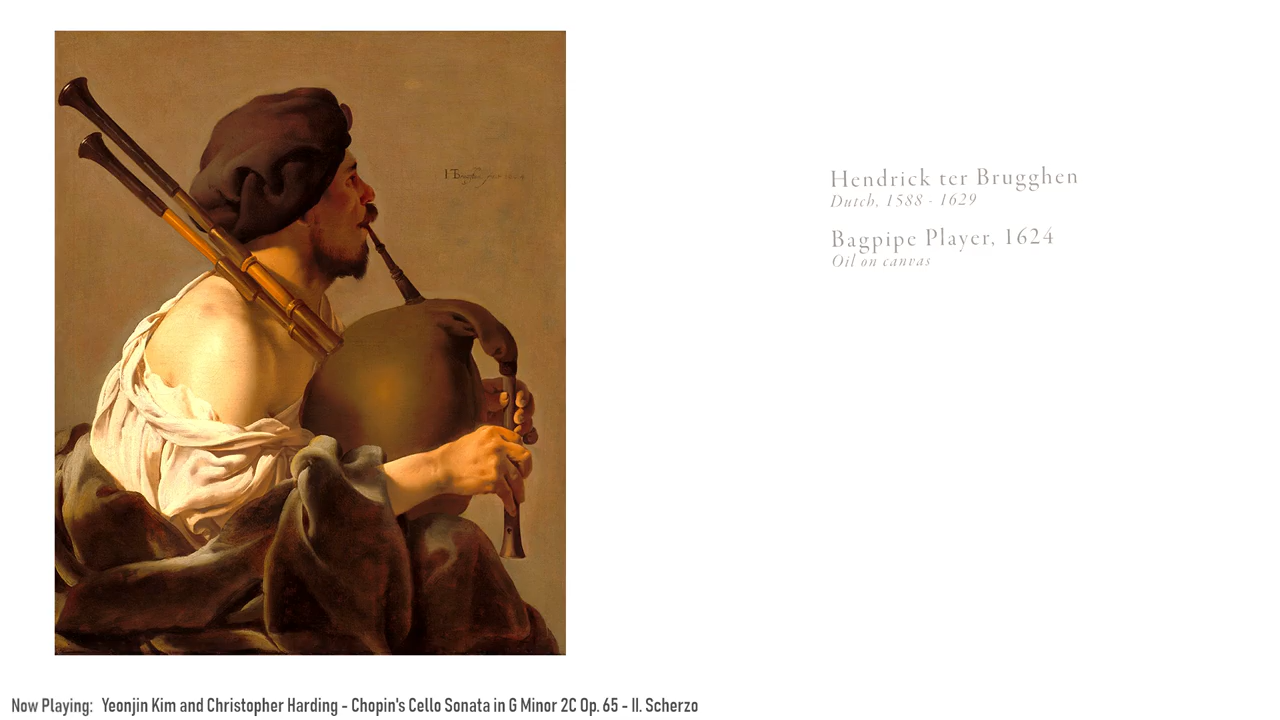 Hendrick ter Brugghen
Dutch, 1588 - 1629
Bagpipe Player, 1624
Oil on canvas
Now Playing: Yeonjin Kim and Christopher Harding - Chopin's Cello Sonata in G Minor 2C Op. 65 - II. Scherzo